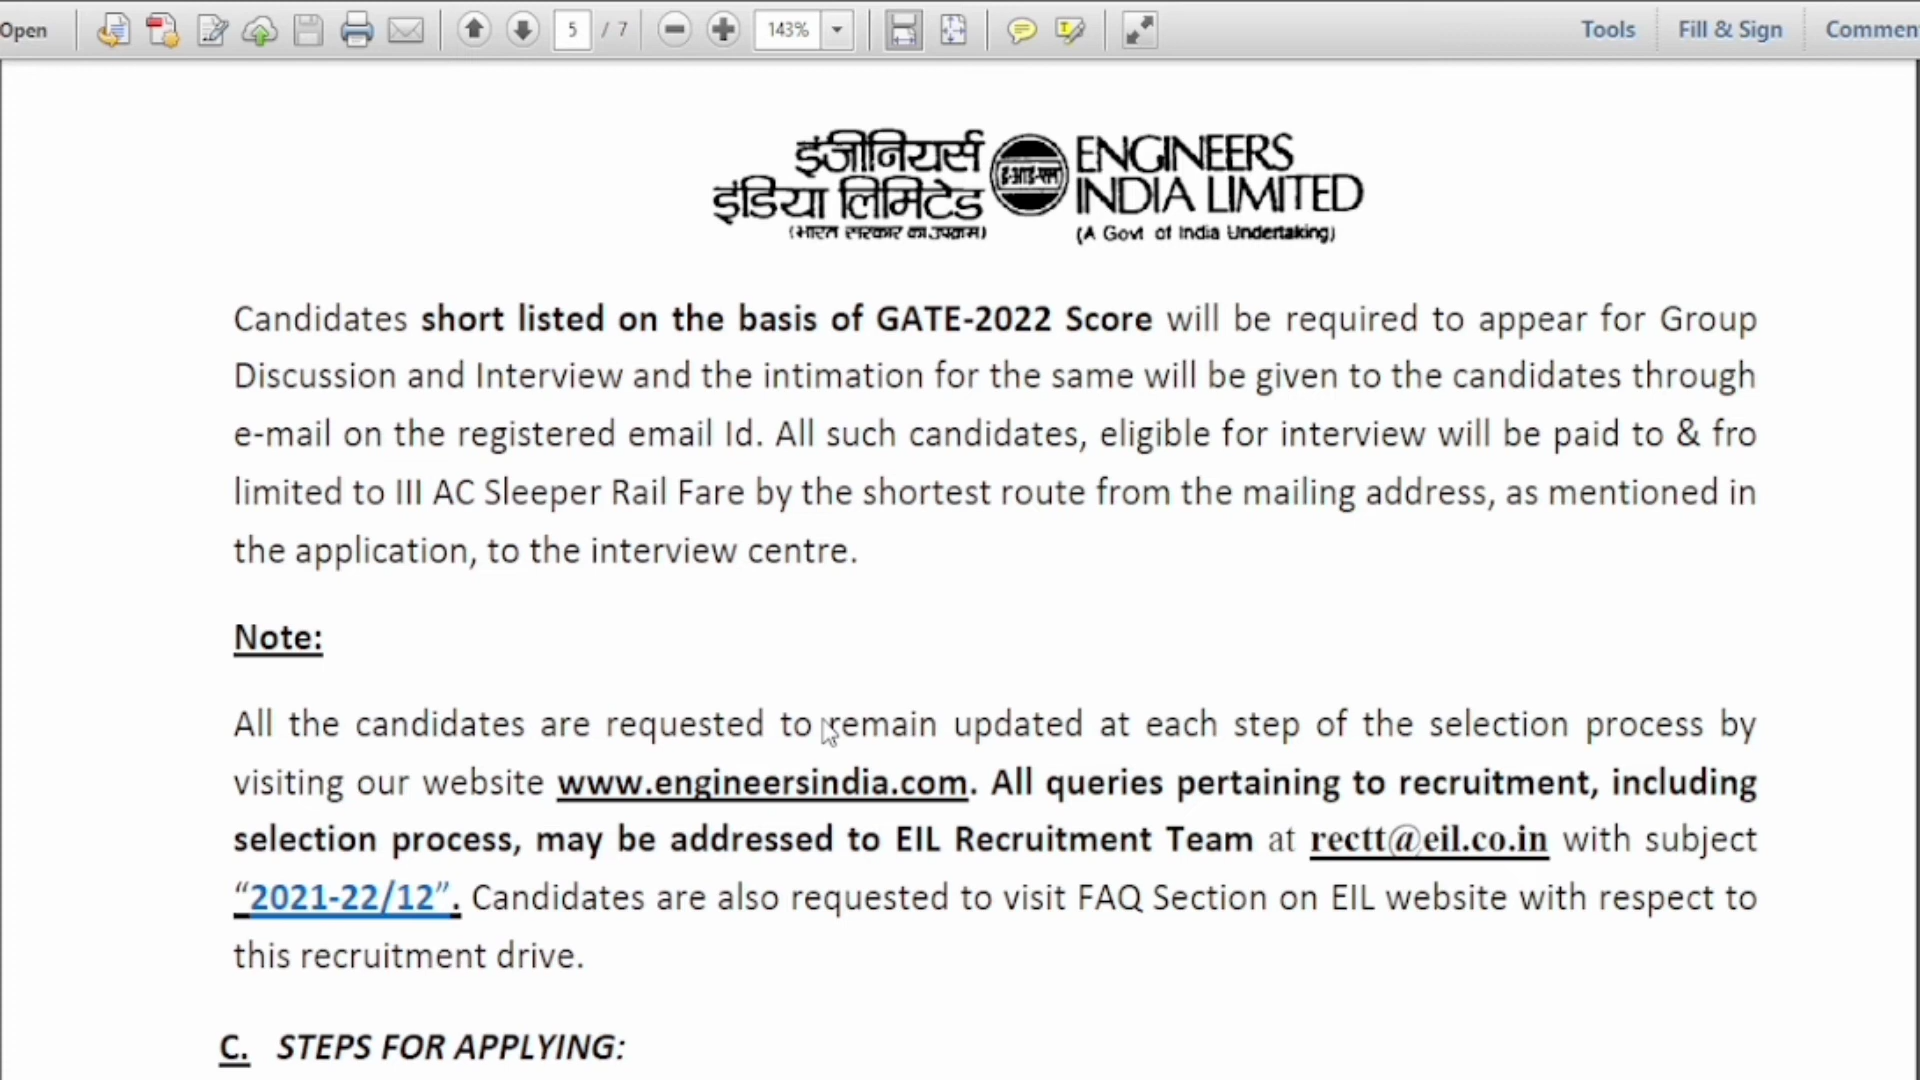 Open 5 / 7 143% Tools Fill & Sign Commen
इंजीनियर्स ENGINEERS
इंडिया लिमिटेड इ-आई-एल INDIA LIMITED
(भारत सरकार का उपक्रम) (A Govt of India Undertaking)
Candidates short listed on the basis of GATE-2022 Score will be required to appear for Group
Discussion and Interview and the intimation for the same will be given to the candidates through
e-mail on the registered email Id. All such candidates, eligible for interview will be paid to & fro
limited to III AC Sleeper Rail Fare by the shortest route from the mailing address, as mentioned in
the application, to the interview centre.
Note:
All the candidates are requested to remain updated at each step of the selection process by
visiting our website www.engineersindia.com. All queries pertaining to recruitment, including
selection process, may be addressed to EIL Recruitment Team at rectt@eil.co.in with subject
“2021-22/12”. Candidates are also requested to visit FAQ Section on EIL website with respect to
this recruitment drive.
C. STEPS FOR APPLYING: